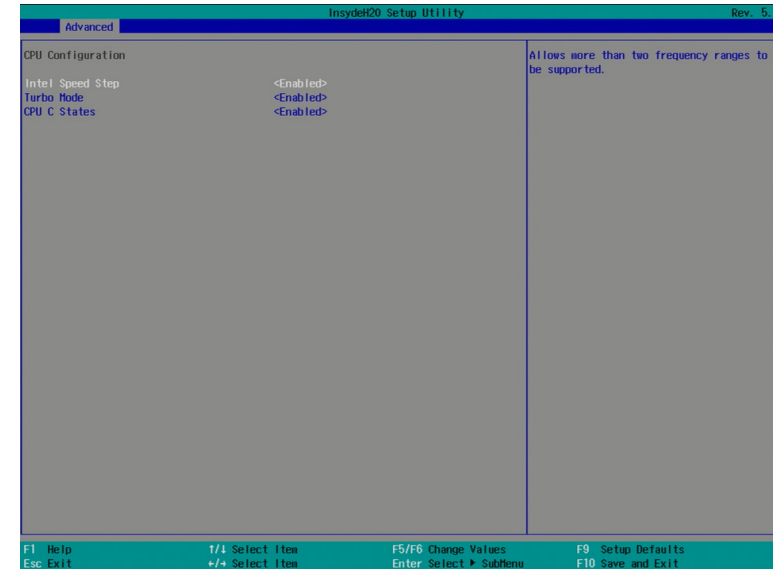 InsydeH20 Setup Utility Rev. 5.
Advanced
CPU Configuration
Intel Speed Step <Enabled>
Turbo Mode <Enabled>
CPU C States <Enabled>
Allows more than two frequency ranges to
be supported.
F1 Help ↑/↓ Select Item F5/F6 Change Values F9 Setup Defaults
Esc Exit ←/→ Select Item Enter Select ▶ SubMenu F10 Save and Exit